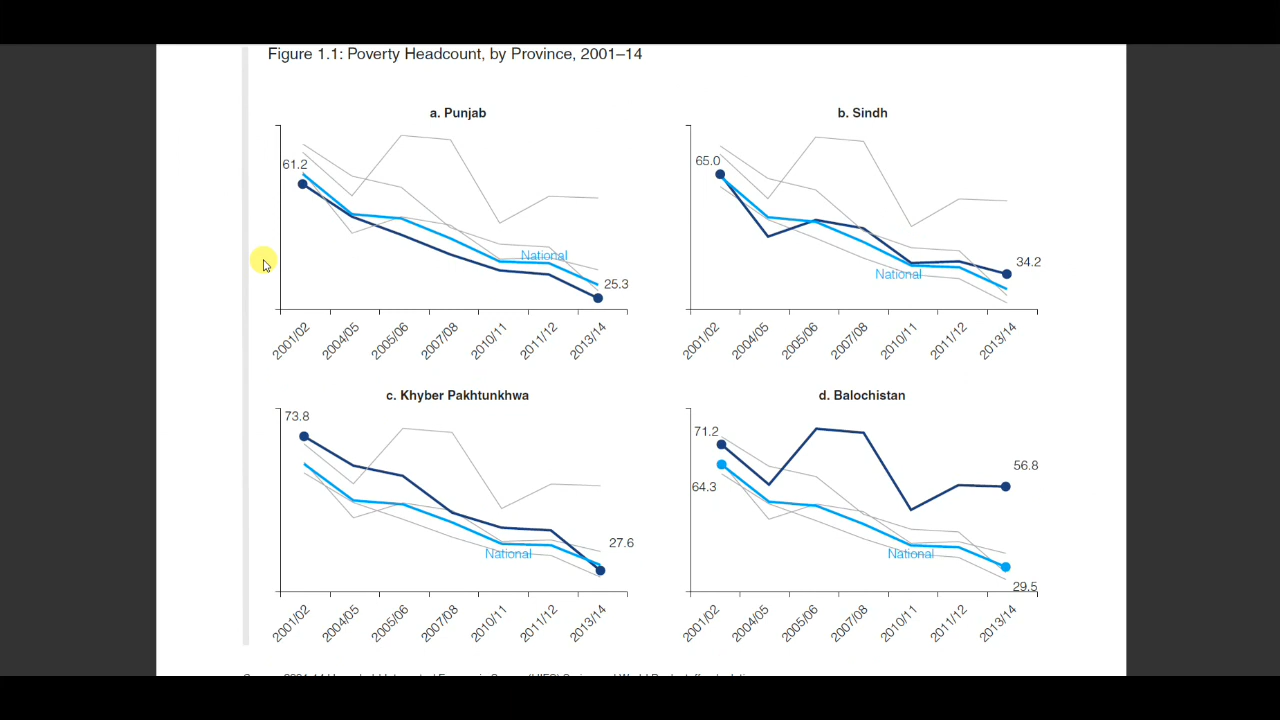 Figure 1.1: Poverty Headcount, by Province, 2001–14
a. Punjab
61.2
National
25.3
2001/02 2004/05 2005/06 2007/08 2010/11 2011/12 2013/14
b. Sindh
65.0
National
34.2
2001/02 2004/05 2005/06 2007/08 2010/11 2011/12 2013/14
c. Khyber Pakhtunkhwa
73.8
National
27.6
2001/02 2004/05 2005/06 2007/08 2010/11 2011/12 2013/14
d. Balochistan
71.2
64.3
National
56.8
29.5
2001/02 2004/05 2005/06 2007/08 2010/11 2011/12 2013/14